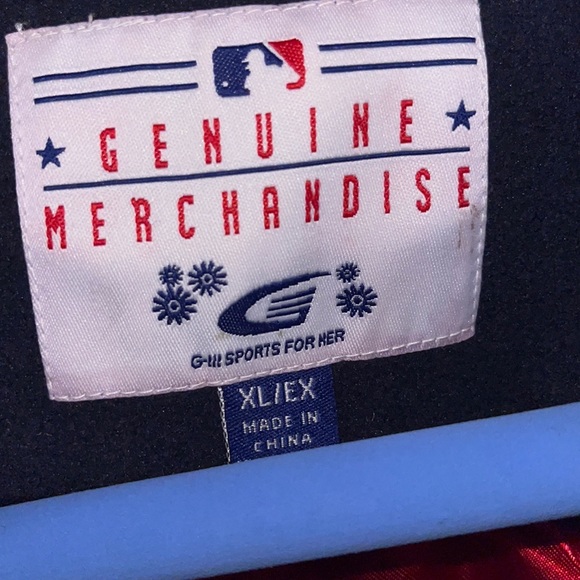 GENUINE
MERCHANDISE
G-III SPORTS FOR HER
XL/EX
MADE IN
CHINA